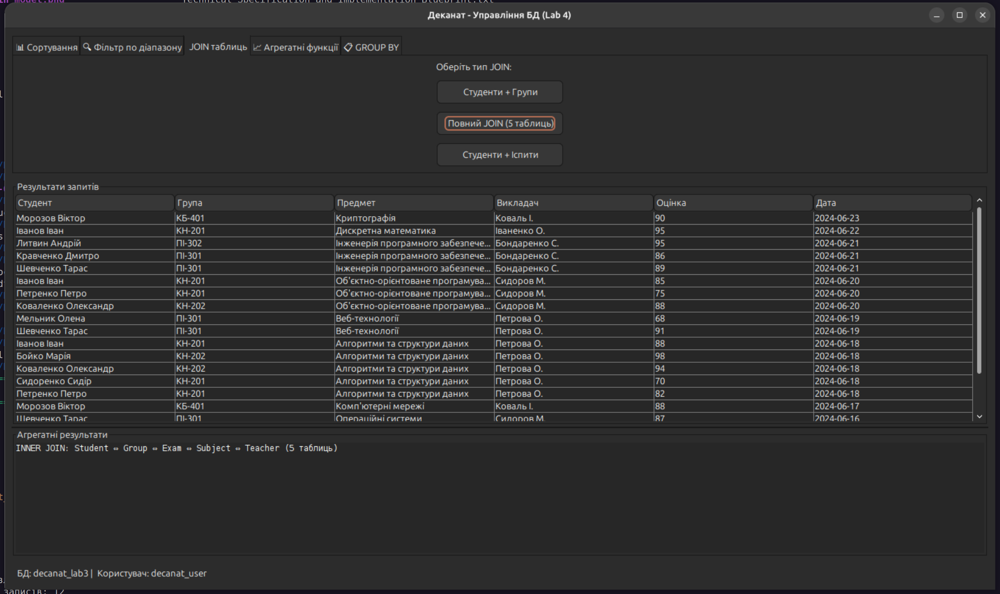 Деканат - Управління БД (Lab 4)
Сортування Фільтр по діапазону JOIN таблиць Агрегатні функції GROUP BY
Оберіть тип JOIN:
Студенти + Групи
Повний JOIN (5 таблиць)
Студенти + Іспити
Результати запитів
Студент Група Предмет Викладач Оцінка Дата
Морозов Віктор КБ-401 Криптографія Коваль І. 90 2024-06-23
Іванов Іван КН-201 Дискретна математика Іваненко О. 95 2024-06-22
Литвин Андрій ПІ-302 Інженерія програмного забезпече... Бондаренко С. 95 2024-06-21
Кравченко Дмитро ПІ-301 Інженерія програмного забезпече... Бондаренко С. 86 2024-06-21
Шевченко Тарас ПІ-301 Інженерія програмного забезпече... Бондаренко С. 89 2024-06-21
Іванов Іван КН-201 Об'єктно-орієнтоване програмува... Сидоров М. 85 2024-06-20
Петренко Петро КН-201 Об'єктно-орієнтоване програмува... Сидоров М. 75 2024-06-20
Коваленко Олександр КН-202 Об'єктно-орієнтоване програмува... Сидоров М. 88 2024-06-20
Мельник Олена ПІ-301 Веб-технології Петрова О. 68 2024-06-19
Шевченко Тарас ПІ-301 Веб-технології Петрова О. 91 2024-06-19
Іванов Іван КН-201 Алгоритми та структури даних Петрова О. 88 2024-06-18
Бойко Марія КН-202 Алгоритми та структури даних Петрова О. 98 2024-06-18
Коваленко Олександр КН-202 Алгоритми та структури даних Петрова О. 94 2024-06-18
Сидоренко Сидір КН-201 Алгоритми та структури даних Петрова О. 70 2024-06-18
Петренко Петро КН-201 Алгоритми та структури даних Петрова О. 82 2024-06-18
Морозов Віктор КБ-401 Комп'ютерні мережі Коваль І. 88 2024-06-17
Шевченко Тарас ПІ-301 Операційні системи Сидоров М. 87 2024-06-16
Агрегатні результати
INNER JOIN: Student ⇔ Group ⇔ Exam ⇔ Subject ⇔ Teacher (5 таблиць)
БД: decanat_lab3 | Користувач: decanat_user
записів: 12